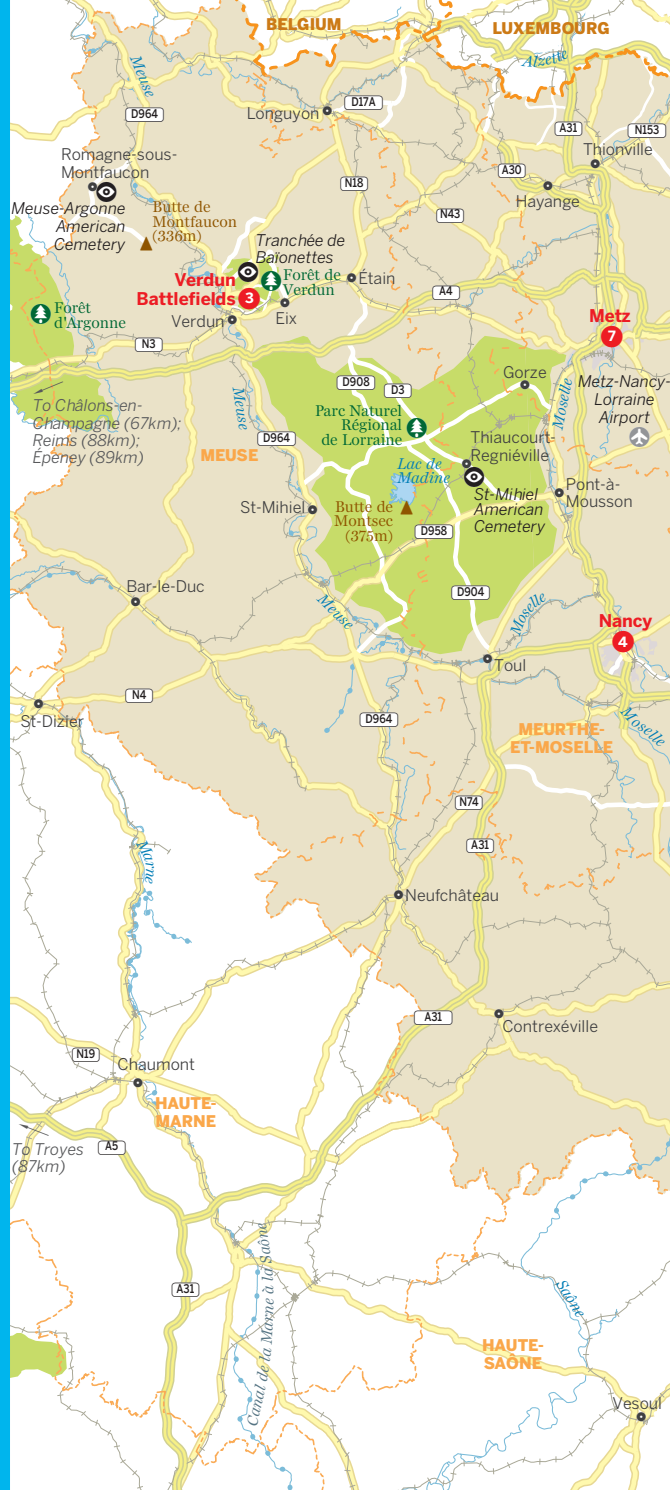 BELGIUM
LUXEMBOURG
Alzette
Meuse
D964
Longuyon
D17A
A31
N153
Thionville
Romagne-sous-
Montfaucon
N18
A30
Hayange
Meuse-Argonne
American
Cemetery
Butte de
Montfaucon
(336m)
N43
Tranchée de
Baïonettes
Verdun
Battlefields 3
Forêt de
Verdun
Étain
A4
Forêt
d'Argonne
Verdun
Eix
Metz
7
N3
Gorze
Metz-Nancy-
Lorraine
Airport
D908
D3
Moselle
To Châlons-en-
Champagne (67km);
Reims (88km);
Épeney (89km)
Meuse
Parc Naturel
Régional
de Lorraine
D964
MEUSE
Thiaucourt-
Regniéville
Lac de
Madine
St-Mihiel
American
Cemetery
Pont-à-
Mousson
St-Mihiel
Butte de
Montsec
(375m)
D958
Bar-le-Duc
D904
Meuse
Moselle
Nancy
4
Toul
N4
St-Dizier
D964
Moselle
MEURTHE-
ET-MOSELLE
N74
A31
Marne
Neufchâteau
A31
Contrexéville
N19
Chaumont
HAUTE-
MARNE
To Troyes
(87km)
A5
A31
Canal de la Marne à la Saône
Saône
HAUTE-
SAÔNE
Vesoul